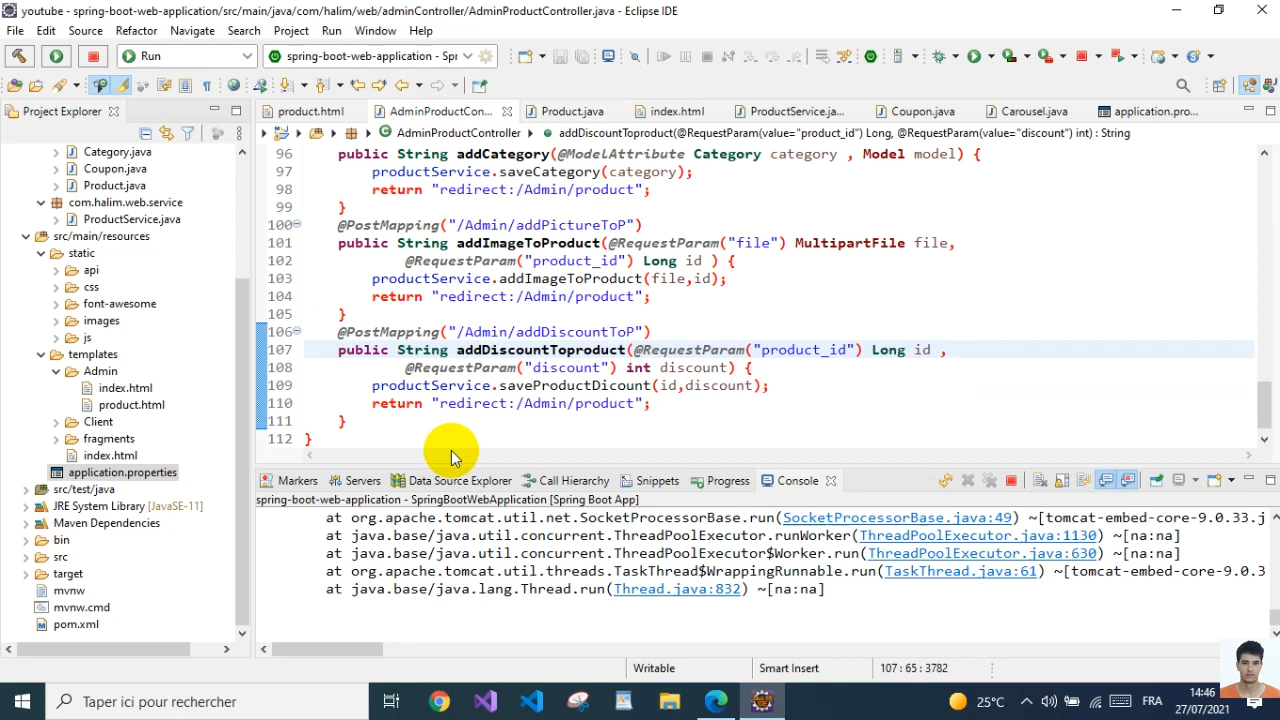 youtube - spring-boot-web-application/src/main/java/com/halim/web/adminController/AdminProductController.java - Eclipse IDE
File Edit Source Refactor Navigate Search Project Run Window Help
Run
spring-boot-web-application - Spr
Project Explorer
product.html
AdminProductCon...
Product.java
index.html
ProductService.ja...
Coupon.java
Carousel.java
application.pro...
AdminProductController
addDiscountToproduct(@RequestParam(value="product_id") Long, @RequestParam(value="discount") int) : String
Category.java
Coupon.java
Product.java
com.halim.web.service
ProductService.java
src/main/resources
static
api
css
font-awesome
images
js
templates
Admin
index.html
product.html
Client
fragments
index.html
application.properties
src/test/java
JRE System Library [JavaSE-11]
Maven Dependencies
bin
src
target
mvnw
mvnw.cmd
pom.xml
96 public String addCategory(@ModelAttribute Category category , Model model) {
97 productService.saveCategory(category);
98 return "redirect:/Admin/product";
99 }
100 @PostMapping("/Admin/addPictureToP")
101 public String addImageToProduct(@RequestParam("file") MultipartFile file,
102 @RequestParam("product_id") Long id ) {
103 productService.addImageToProduct(file,id);
104 return "redirect:/Admin/product";
105 }
106 @PostMapping("/Admin/addDiscountToP")
107 public String addDiscountToproduct(@RequestParam("product_id") Long id ,
108 @RequestParam("discount") int discount) {
109 productService.saveProductDicount(id,discount);
110 return "redirect:/Admin/product";
111 }
112 }
Markers Servers Data Source Explorer Call Hierarchy Snippets Progress Console
spring-boot-web-application - SpringBootWebApplication [Spring Boot App]
at org.apache.tomcat.util.net.SocketProcessorBase.run(SocketProcessorBase.java:49) ~[tomcat-embed-core-9.0.33.j
at java.base/java.util.concurrent.ThreadPoolExecutor.runWorker(ThreadPoolExecutor.java:1130) ~[na:na]
at java.base/java.util.concurrent.ThreadPoolExecutor$Worker.run(ThreadPoolExecutor.java:630) ~[na:na]
at org.apache.tomcat.util.threads.TaskThread$WrappingRunnable.run(TaskThread.java:61) ~[tomcat-embed-core-9.0.3
at java.base/java.lang.Thread.run(Thread.java:832) ~[na:na]
Writable
Smart Insert
107 : 65 : 3782
Taper ici pour rechercher
25°C
FRA
14:46
27/07/2021